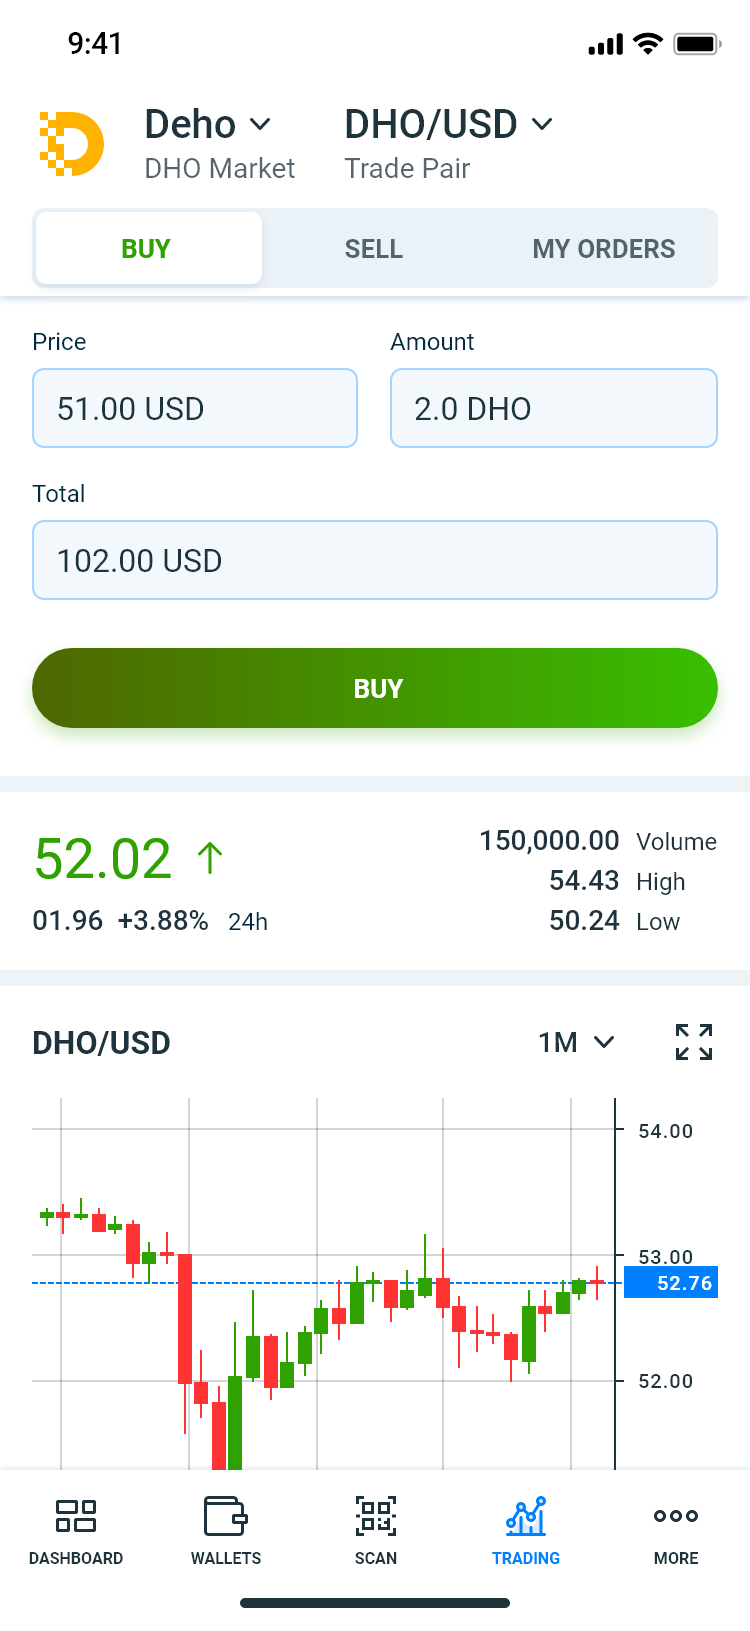 9:41
Deho DHO/USD
DHO Market Trade Pair
BUY SELL MY ORDERS
Price Amount
51.00 USD 2.0 DHO
Total
102.00 USD
BUY
52.02
150,000.00 Volume
54.43 High
01.96 +3.88% 24h
50.24 Low
DHO/USD 1M
54.00
53.00
52.76
52.00
DASHBOARD WALLETS SCAN TRADING MORE